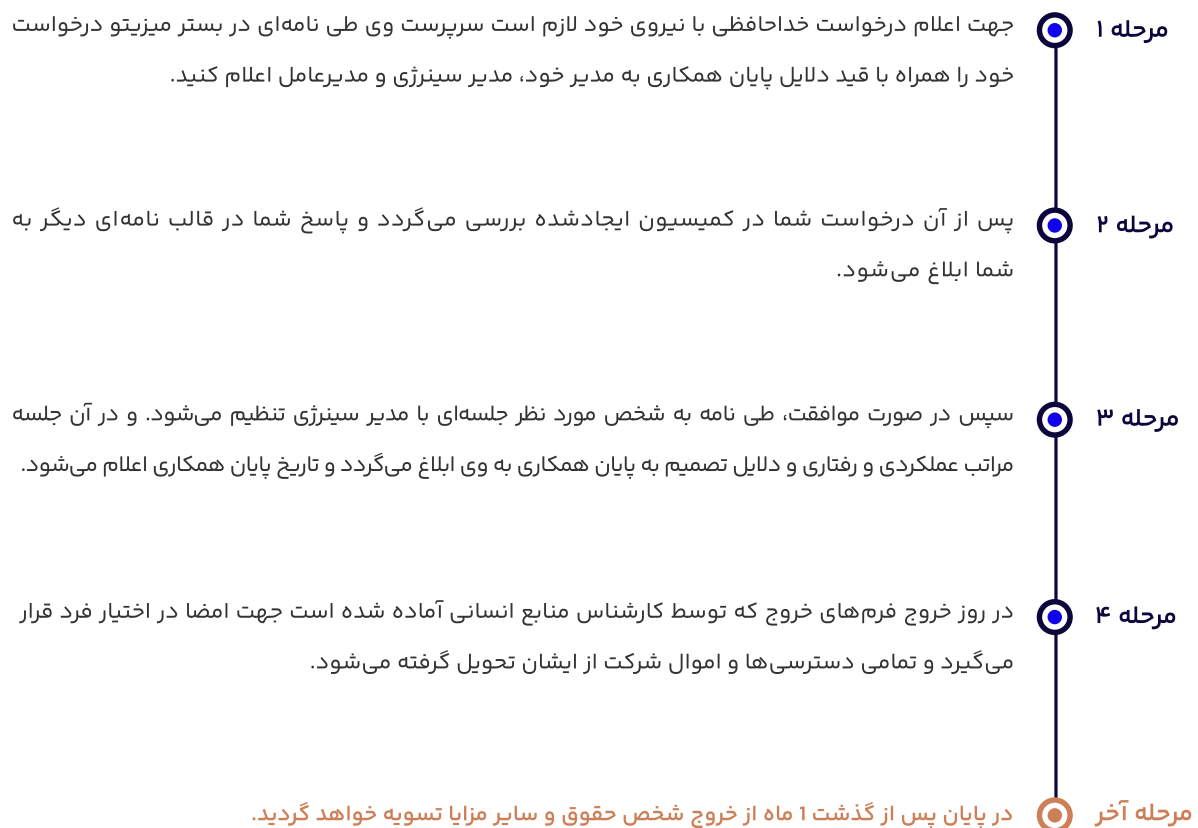 مرحله ۱
جهت اعلام درخواست خداحافظی با نیروی خود لازم است سرپرست وی طی نامه‌ای در بستر میزیتو درخواست
خود را همراه با قید دلایل پایان همکاری به مدیر خود، مدیر سینرژی و مدیرعامل اعلام کنید.
مرحله ۲
پس از آن درخواست شما در کمیسیون ایجادشده بررسی می‌گردد و پاسخ شما در قالب نامه‌ای دیگر به
شما ابلاغ می‌شود.
مرحله ۳
سپس در صورت موافقت، طی نامه به شخص مورد نظر جلسه‌ای با مدیر سینرژی تنظیم می‌شود. و در آن جلسه
مراتب عملکردی و رفتاری و دلایل تصمیم به پایان همکاری به وی ابلاغ می‌گردد و تاریخ پایان همکاری اعلام می‌شود.
مرحله ۴
در روز خروج فرم‌های خروج که توسط کارشناس منابع انسانی آماده شده است جهت امضا در اختیار فرد قرار
می‌گیرد و تمامی دسترسی‌ها و اموال شرکت از ایشان تحویل گرفته می‌شود.
مرحله آخر
در پایان پس از گذشت 1 ماه از خروج شخص حقوق و سایر مزایا تسویه خواهد گردید.